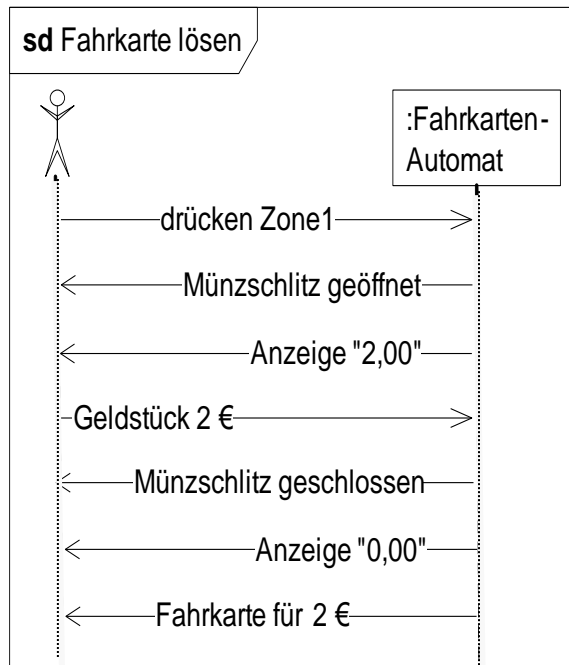 sd Fahrkarte lösen
:Fahrkarten-
Automat
drücken Zone1
Münzschlitz geöffnet
Anzeige "2,00"
Geldstück 2 €
Münzschlitz geschlossen
Anzeige "0,00"
Fahrkarte für 2 €